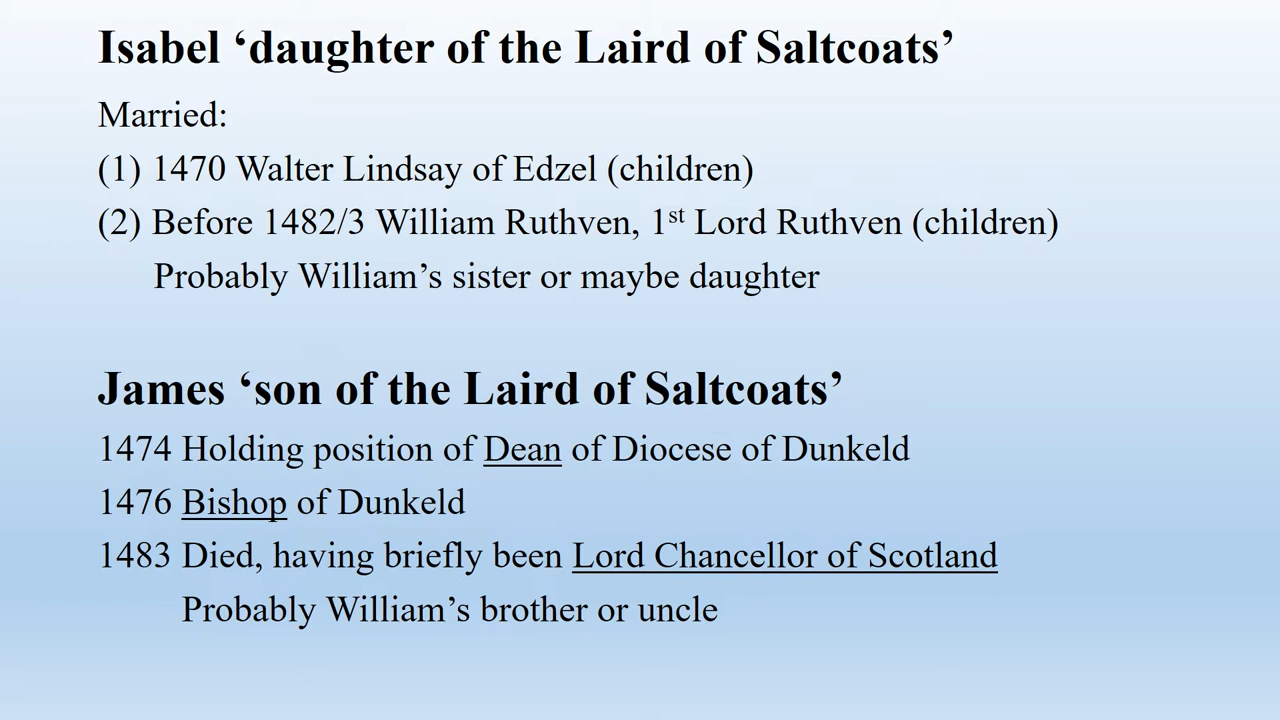 Isabel ‘daughter of the Laird of Saltcoats’
Married:
(1) 1470 Walter Lindsay of Edzel (children)
(2) Before 1482/3 William Ruthven, 1st Lord Ruthven (children)
Probably William’s sister or maybe daughter
James ‘son of the Laird of Saltcoats’
1474 Holding position of Dean of Diocese of Dunkeld
1476 Bishop of Dunkeld
1483 Died, having briefly been Lord Chancellor of Scotland
Probably William’s brother or uncle